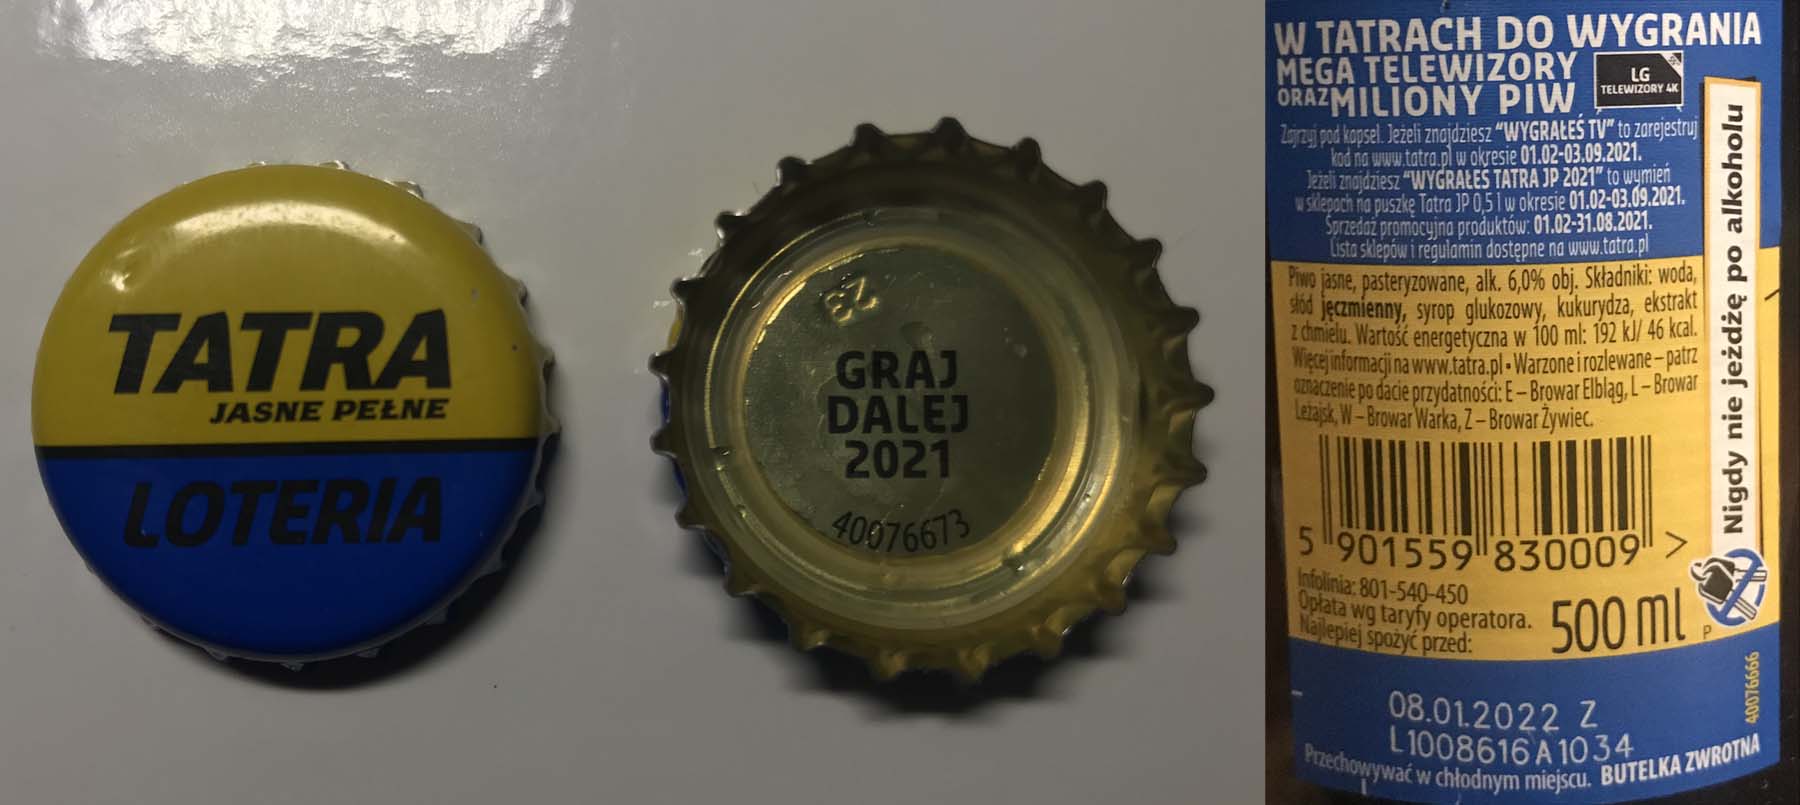 TATRA
JASNE PEŁNE
LOTERIA
28
GRAJ
DALEJ
2021
40076673
W TATRACH DO WYGRANIA
MEGA TELEWIZORY
ORAZ MILIONY PIW
LG
TELEWIZORY 4K
Zajrzyj pod kapsel. Jeżeli znajdziesz "WYGRAŁEŚ TV" to zarejestruj
kod na www.tatra.pl w okresie 01.02-03.09.2021.
Jeżeli znajdziesz "WYGRAŁEŚ TATRA JP 2021" to wymień
w sklepach na puszkę Tatra JP 0,5 l w okresie 01.02-03.09.2021.
Sprzedaż promocyjna produktów: 01.02-31.08.2021.
Lista sklepów i regulamin dostępne na www.tatra.pl
Piwo jasne, pasteryzowane, alk. 6,0% obj. Składniki: woda,
słód jęczmienny, syrop glukozowy, kukurydza, ekstrakt
z chmielu. Wartość energetyczna w 100 ml: 192 kJ/ 46 kcal.
Więcej informacji na www.tatra.pl • Warzone i rozlewane – patrz
oznaczenie po dacie przydatności: E – Browar Elbląg, L – Browar
Leżajsk, W – Browar Warka, Z – Browar Żywiec.
5 901559 830009 >
Infolinia: 801-540-450
Opłata wg taryfy operatora.
Najlepiej spożyć przed:
500 ml
P
Nigdy nie jeżdżę po alkoholu
08.01.2022 Z
L1008616A1034
4007666
Przechowywać w chłodnym miejscu. BUTELKA ZWROTNA